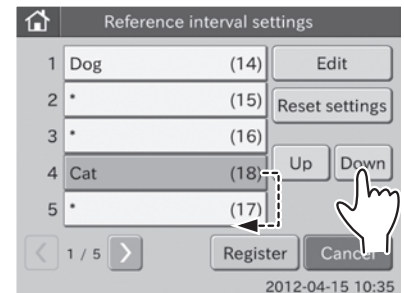 Reference interval settings
1 Dog (14) Edit
2 * (15) Reset settings
3 * (16)
4 Cat (18) Up Down
5 * (17)
< 1 / 5 > Register Cancel
2012-04-15 10:35